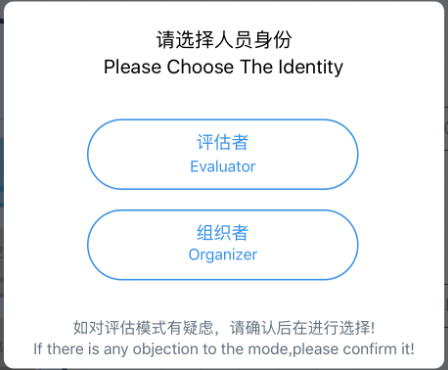 请选择人员身份
Please Choose The Identity
评估者
Evaluator
组织者
Organizer
如对评估模式有疑虑，请确认后在进行选择!
If there is any objection to the mode,please confirm it!